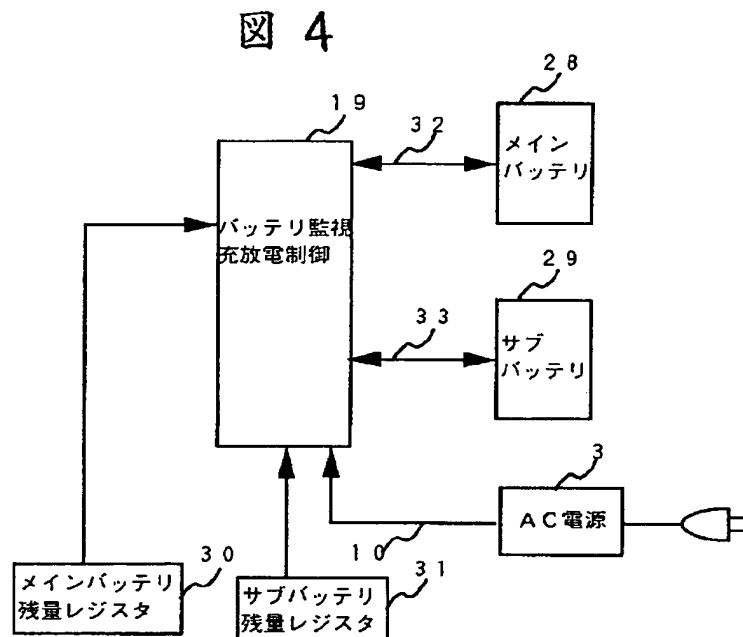 図 4
19
32
28
メイン
バッテリ
バッテリ監視
充放電制御
33
29
サブ
バッテリ
3
AC電源
10
30
メインバッテリ
残量レジスタ
31
サブバッテリ
残量レジスタ